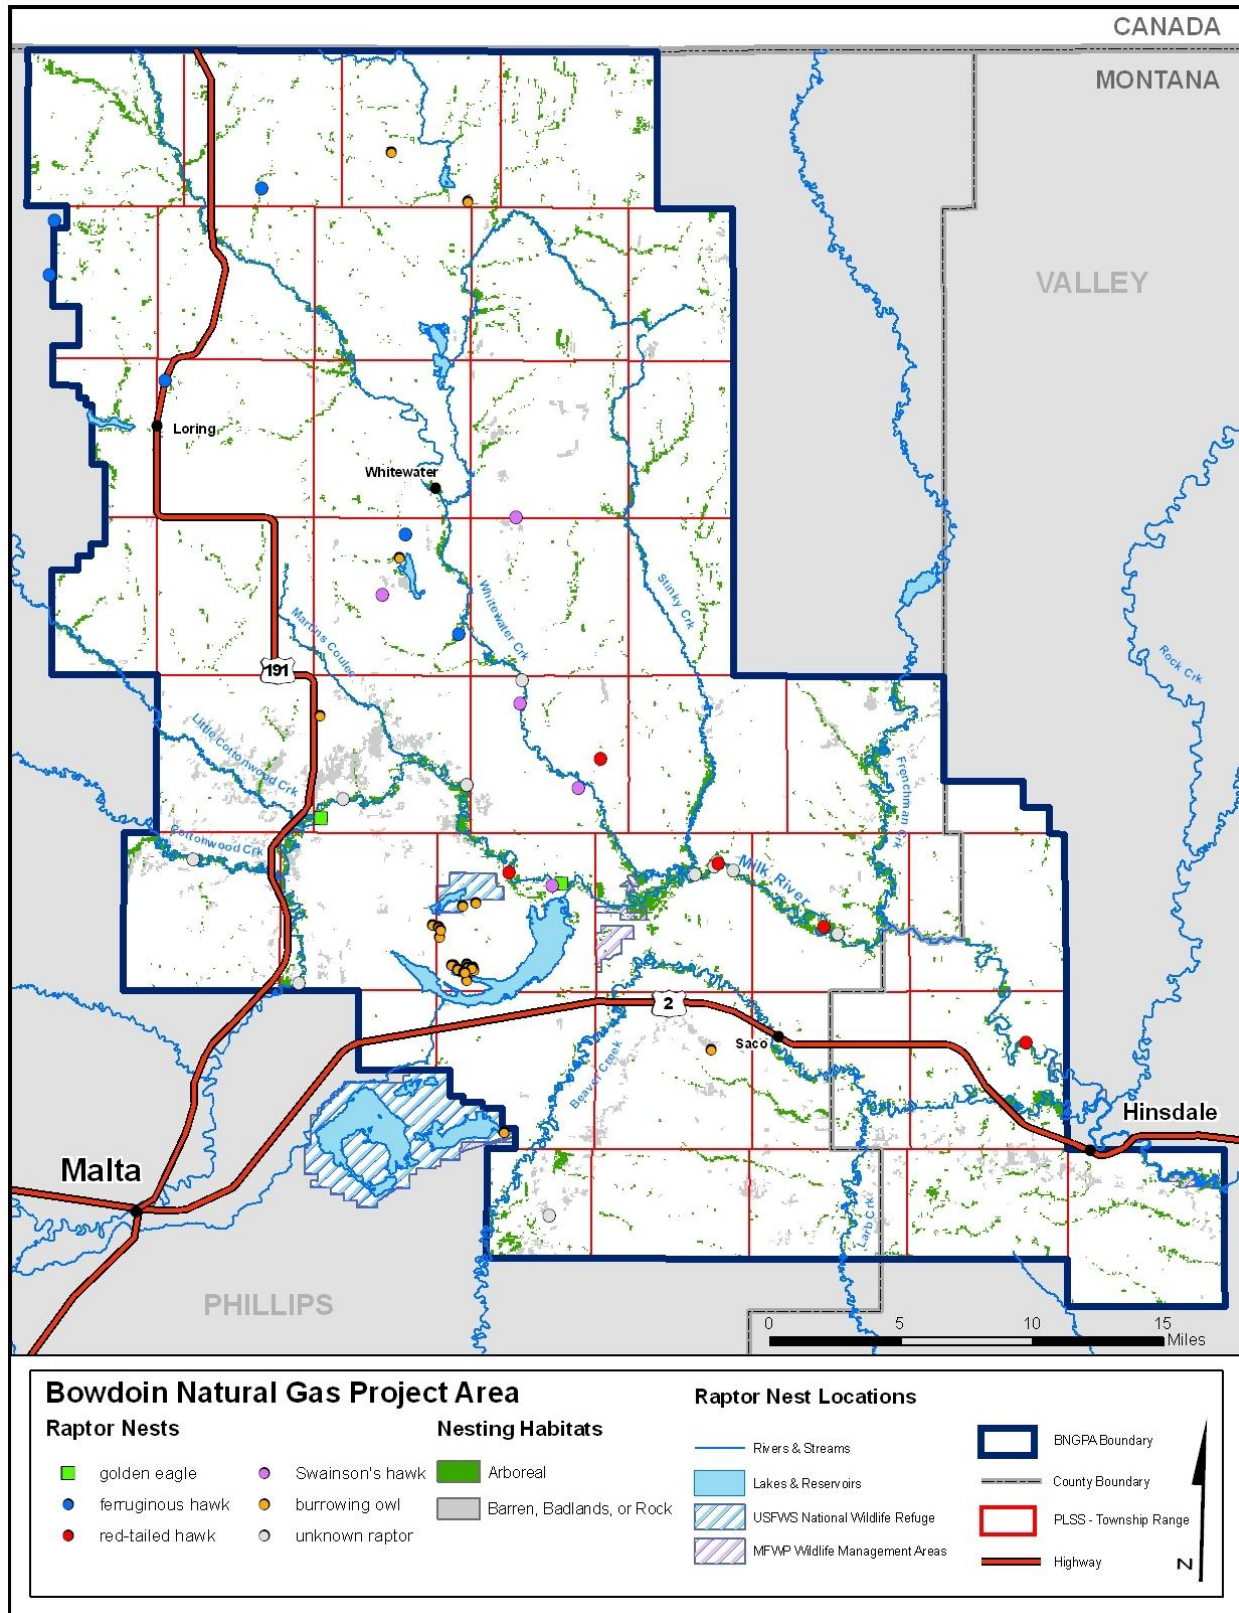 CANADA
MONTANA
VALLEY
Loring
Whitewater
Stinky Crk
Whitewater Crk
Martins Coulee
Rock Crk
191
Little Cottonwood Crk
Frenchman Crk
Cottonwood Crk
Milk River
2
Saco
Beaver Creek
Hinsdale
Malta
Larb Crk
PHILLIPS
0 5 10 15
Miles
Bowdoin Natural Gas Project Area
Raptor Nests
golden eagle
ferruginous hawk
red-tailed hawk
Swainson's hawk
burrowing owl
unknown raptor
Nesting Habitats
Arboreal
Barren, Badlands, or Rock
Raptor Nest Locations
Rivers & Streams
Lakes & Reservoirs
USFWS National Wildlife Refuge
MFWP Wildlife Management Areas
BNGPA Boundary
County Boundary
PLSS - Township Range
Highway
N